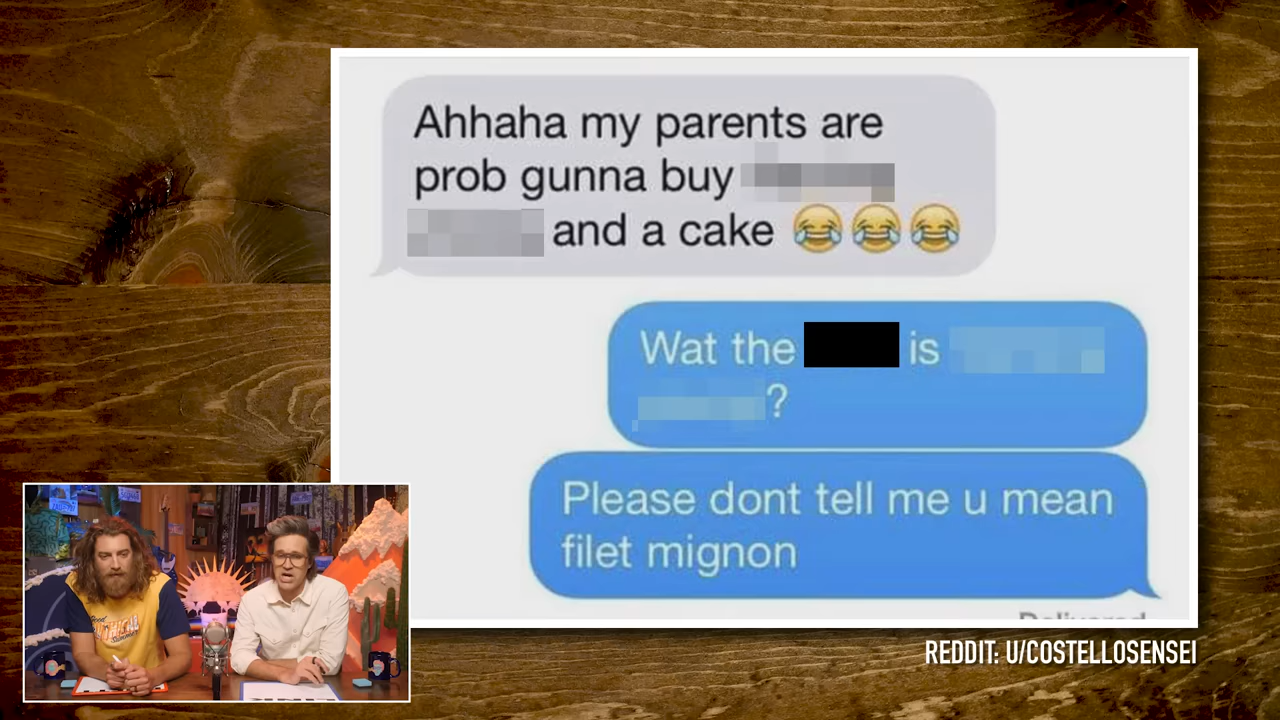 Ahhaha my parents are
prob gunna buy
and a cake 😂😂😂
Wat the is
?
Please dont tell me u mean
filet mignon
Delivered
REDDIT: U/COSTELLOSENSEI